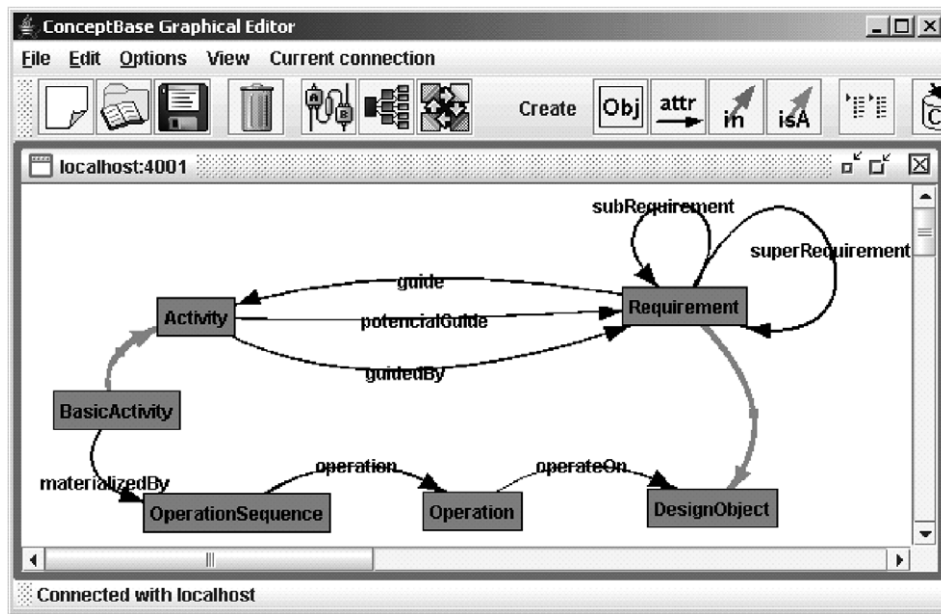 ConceptBase Graphical Editor
File Edit Options View Current connection
Create Obj attr in isA
localhost:4001
subRequirement
superRequirement
guide
Activity
Requirement
potencialGuide
guidedBy
BasicActivity
operation
operateOn
materializedBy
OperationSequence
Operation
DesignObject
Connected with localhost